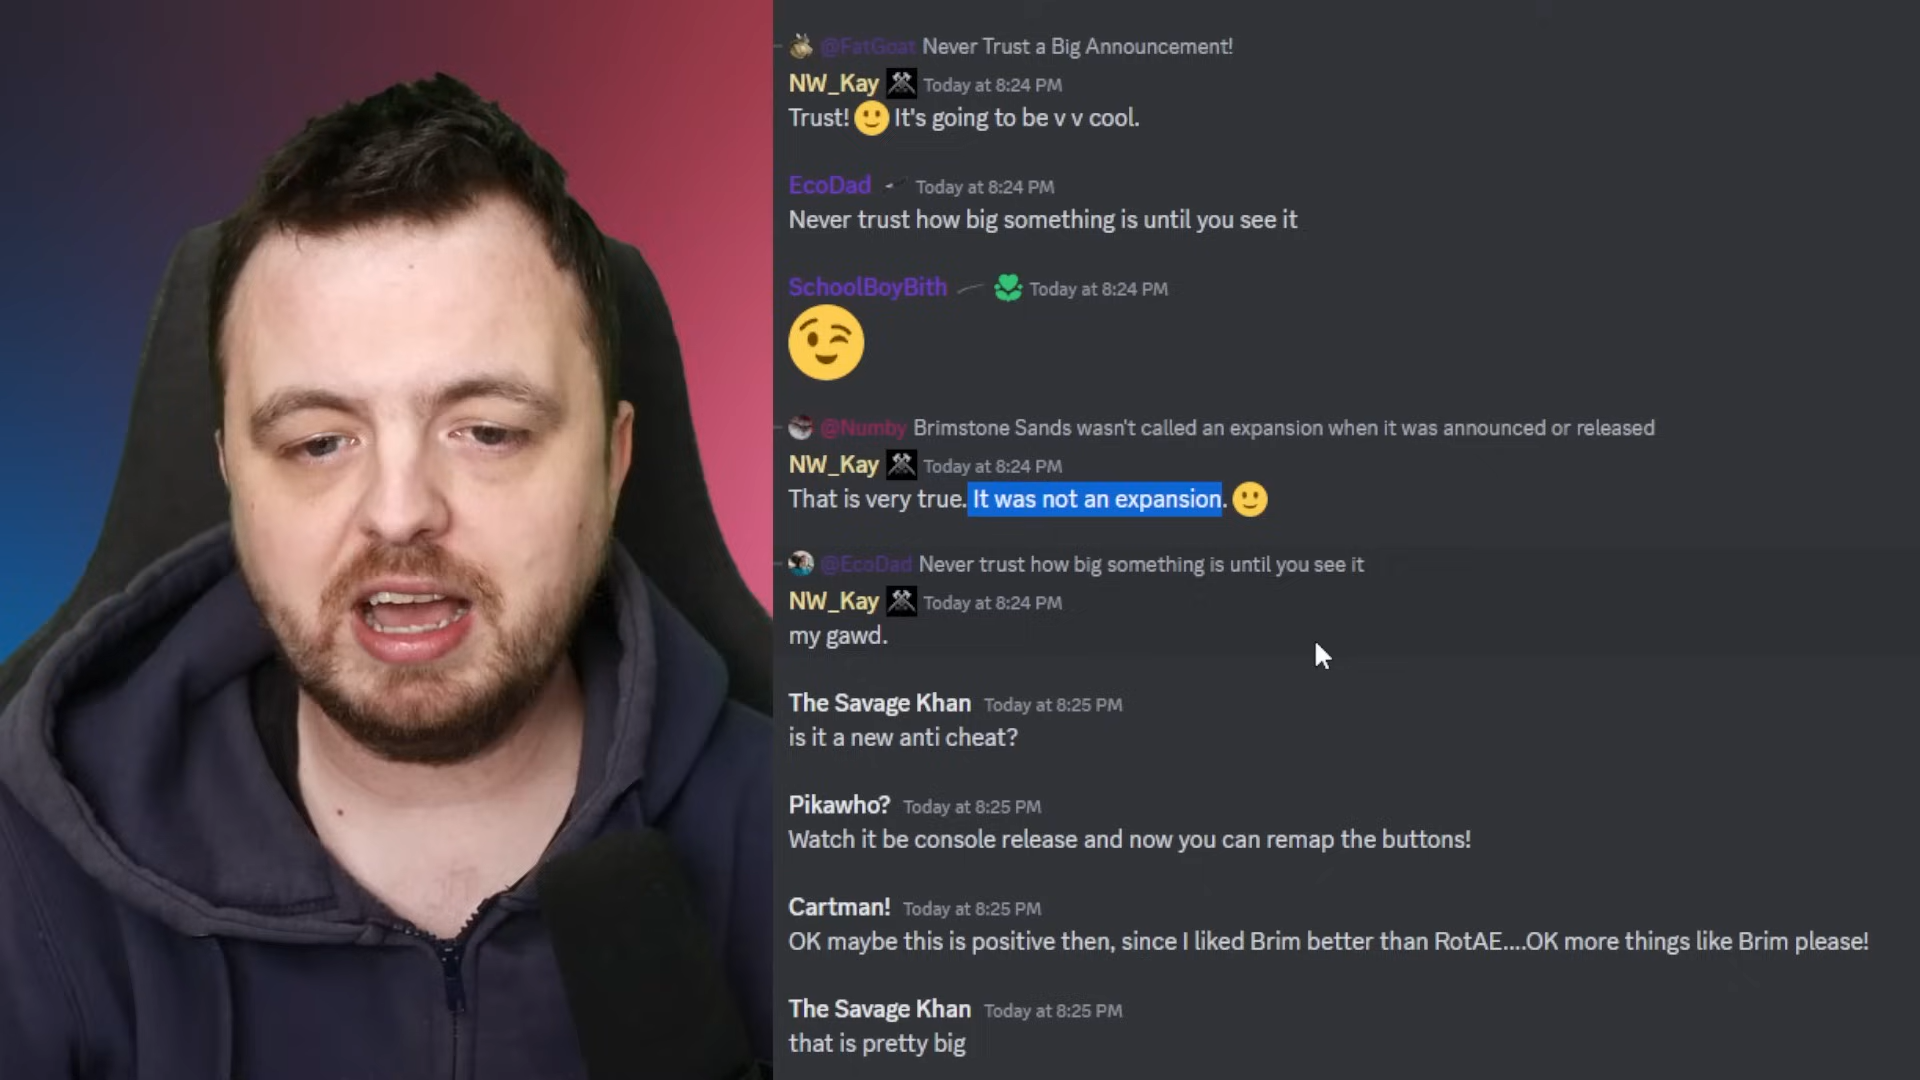 @FatGoat Never Trust a Big Announcement!
NW_Kay Today at 8:24 PM
Trust! 🙂 It's going to be v v cool.
EcoDad Today at 8:24 PM
Never trust how big something is until you see it
SchoolBoyBith Today at 8:24 PM
😉
@Numby Brimstone Sands wasn't called an expansion when it was announced or released
NW_Kay Today at 8:24 PM
That is very true. It was not an expansion. 🙂
@EcoDad Never trust how big something is until you see it
NW_Kay Today at 8:24 PM
my gawd.
The Savage Khan Today at 8:25 PM
is it a new anti cheat?
Pikawho? Today at 8:25 PM
Watch it be console release and now you can remap the buttons!
Cartman! Today at 8:25 PM
OK maybe this is positive then, since I liked Brim better than RotAE....OK more things like Brim please!
The Savage Khan Today at 8:25 PM
that is pretty big